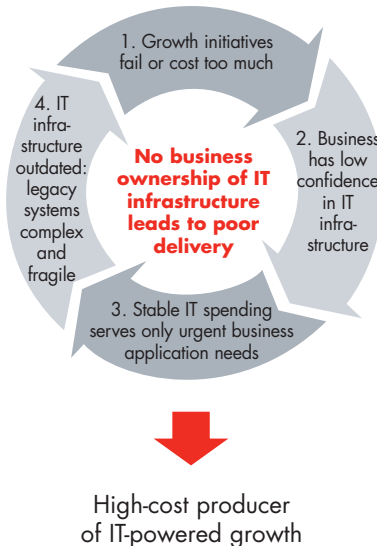 1. Growth initiatives
fail or cost too much
2. Business
has low
confidence
in IT
infra-
structure
3. Stable IT spending
serves only urgent business
application needs
4. IT
infra-
structure
outdated:
legacy
systems
complex
and
fragile
No business
ownership of IT
infrastructure
leads to poor
delivery
High-cost producer
of IT-powered growth